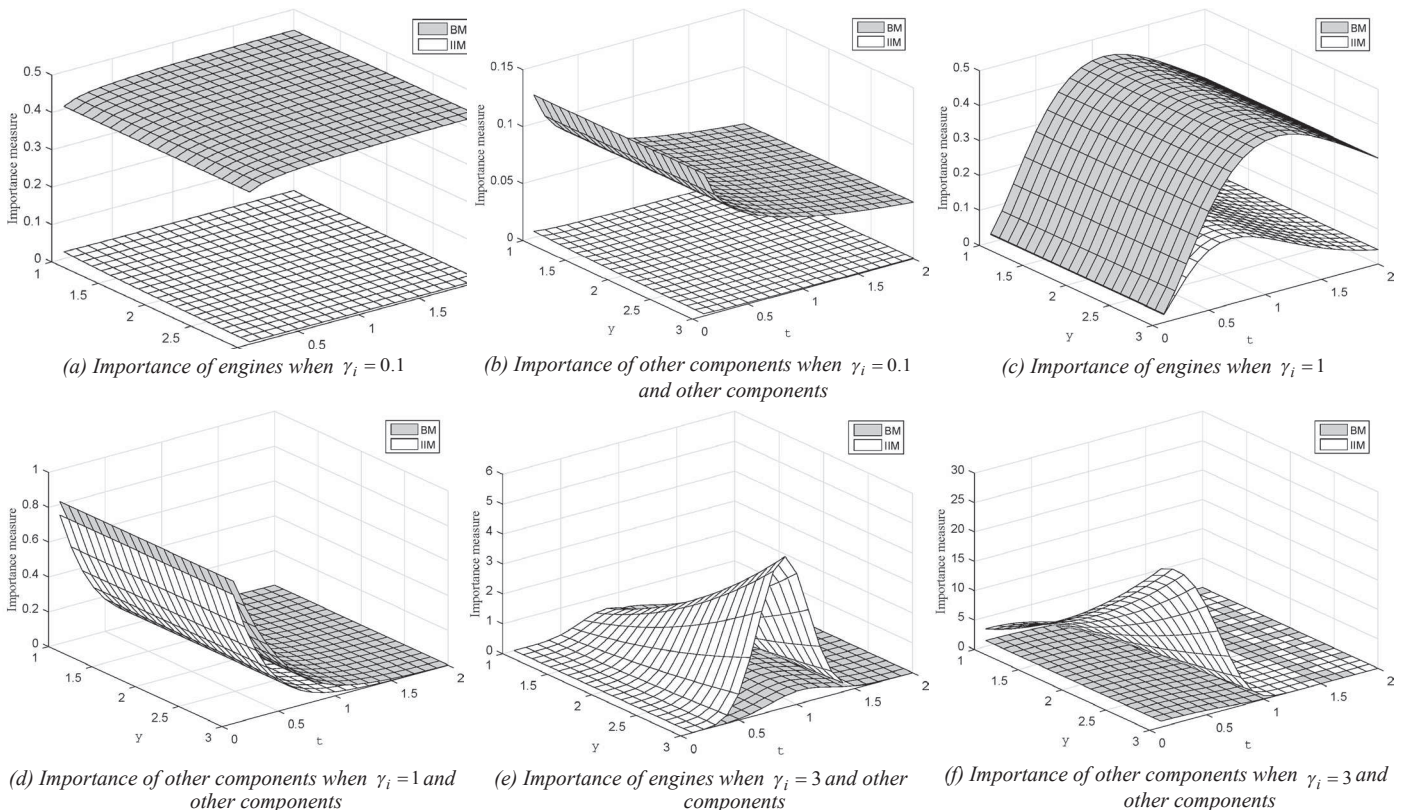 BM
IIM
0.5
0.4
0.3
0.2
0.1
0
Importance measure
1
1.5
2
2.5
0.5
1
1.5
(a) Importance of engines when γi = 0.1
BM
IIM
0.15
0.1
0.05
0
Importance measure
1
1.5
2
2.5
3
y
0
0.5
1
1.5
2
t
(b) Importance of other components when γi = 0.1
and other components
BM
IIM
0.5
0.4
0.3
0.2
0.1
0
Importance measure
1
1.5
2
2.5
3
y
0
0.5
1
1.5
2
t
(c) Importance of engines when γi = 1
BM
IIM
1
0.8
0.6
0.4
0.2
0
Importance measure
1
1.5
2
2.5
3
y
0
0.5
1
1.5
2
t
(d) Importance of other components when γi = 1 and
other components
BM
IIM
6
5
4
3
2
1
0
Importance measure
1
1.5
2
2.5
3
y
0
0.5
1
1.5
2
t
(e) Importance of engines when γi = 3 and other
components
BM
IIM
30
25
20
15
10
5
0
Importance measure
1
1.5
2
2.5
3
y
0
0.5
1
1.5
2
t
(f) Importance of other components when γi = 3 and
other components